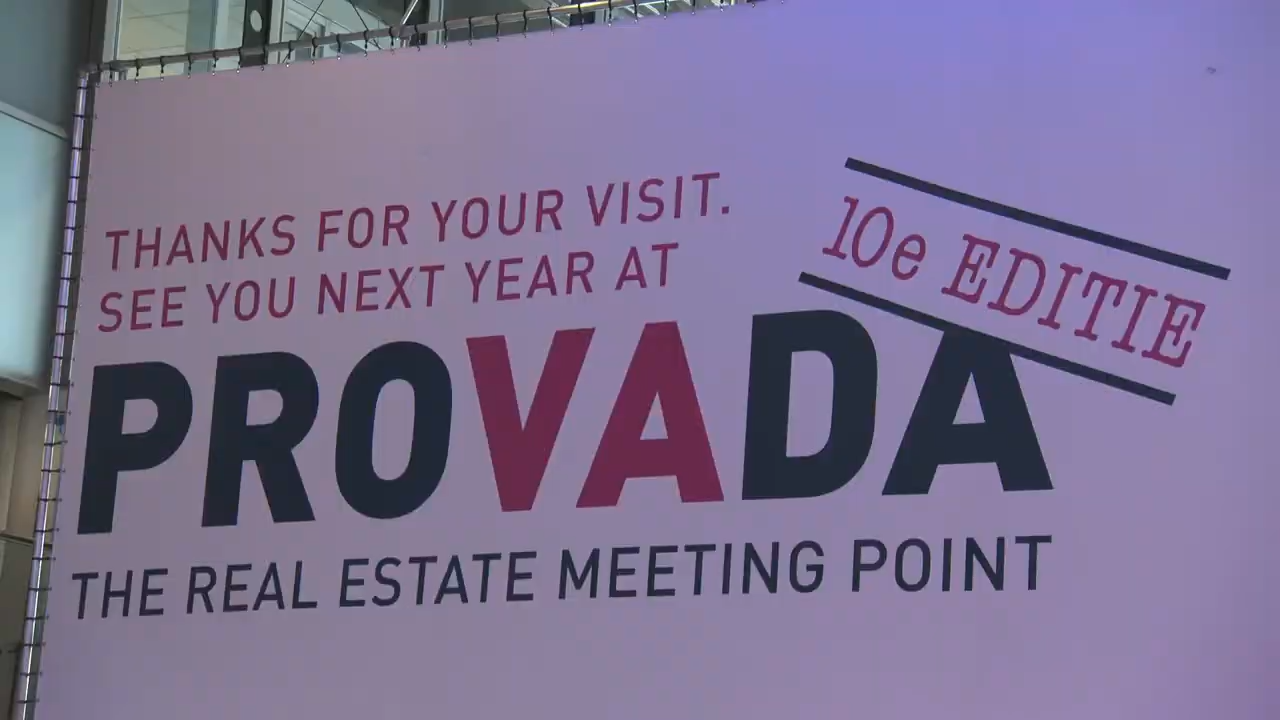 THANKS FOR YOUR VISIT.
SEE YOU NEXT YEAR AT
10e EDITIE
PROVADA
THE REAL ESTATE MEETING POINT